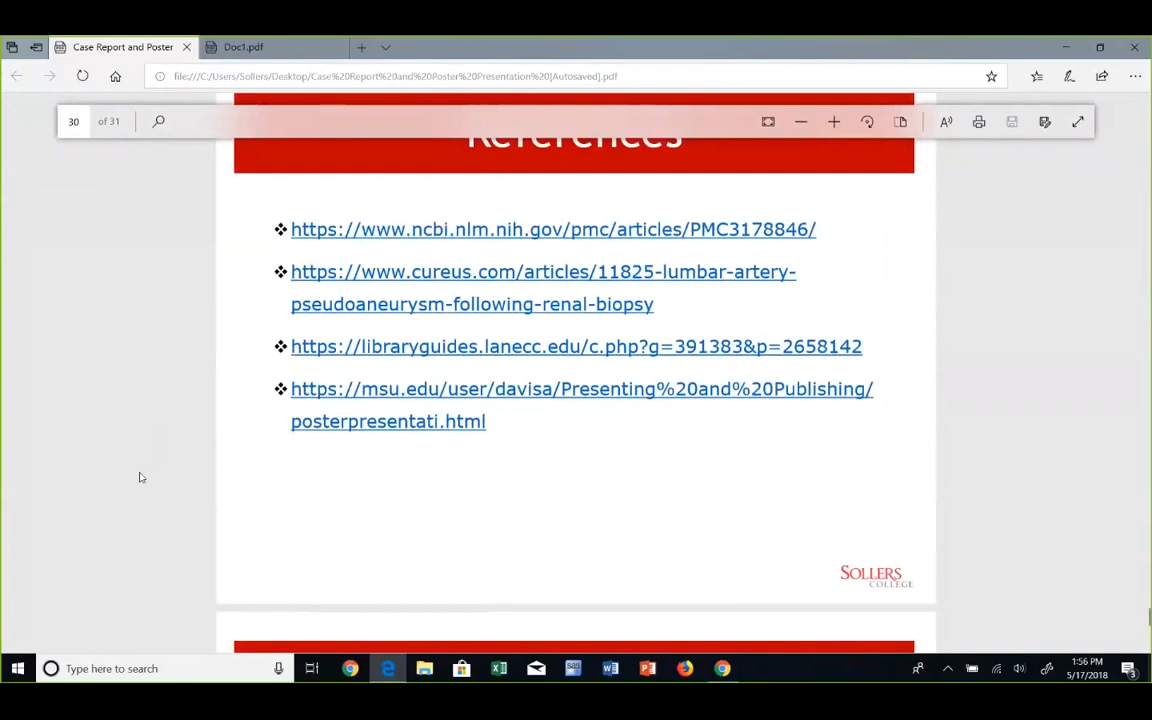 Case Report and Poster
Doc1.pdf
file:///C:/Users/Sollers/Desktop/Case%20Report%20and%20Poster%20Presentation%20[Autosaved].pdf
30 of 31
References
❖ https://www.ncbi.nlm.nih.gov/pmc/articles/PMC3178846/
❖ https://www.cureus.com/articles/11825-lumbar-artery-
pseudoaneurysm-following-renal-biopsy
❖ https://libraryguides.lanecc.edu/c.php?g=391383&p=2658142
❖ https://msu.edu/user/davisa/Presenting%20and%20Publishing/
posterpresentati.html
SOLLERS
COLLEGE
Type here to search
1:56 PM
5/17/2018
3